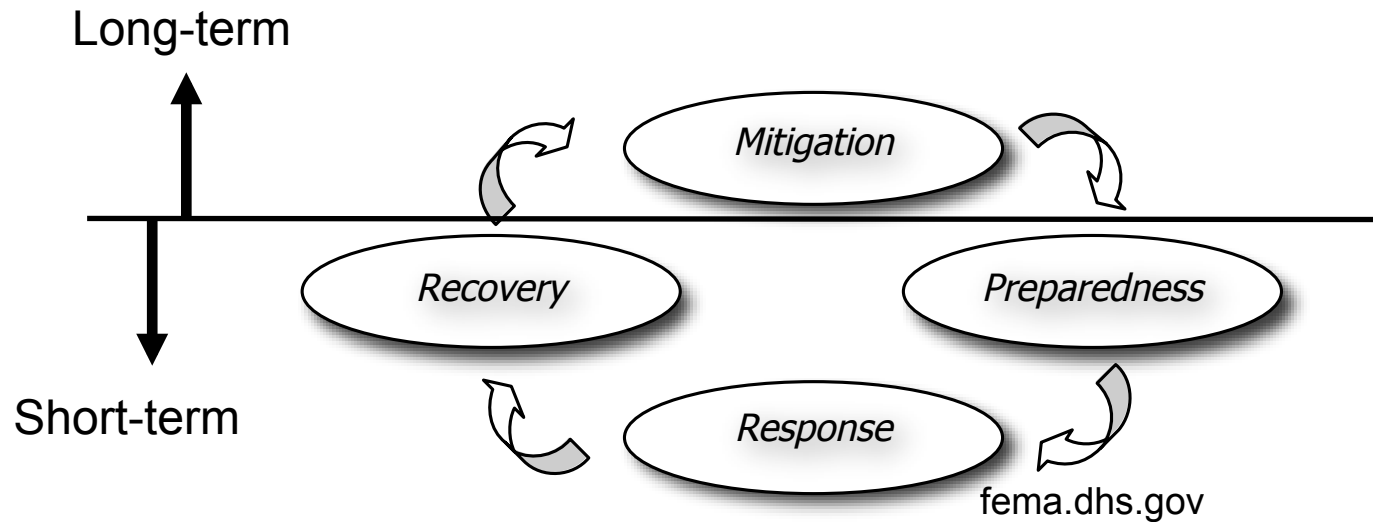 Long-term
Mitigation
Recovery
Preparedness
Short-term
Response
fema.dhs.gov